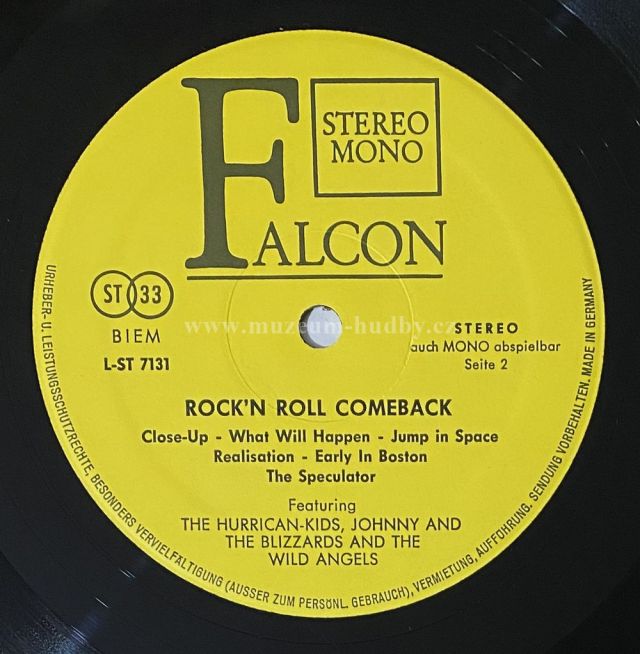 STEREO
MONO
FALCON
ST 33
BIEM
L-ST 7131
www.muzeum-hudby.cz
STEREO
auch MONO abspielbar
Seite 2
ROCK'N ROLL COMEBACK
Close-Up - What Will Happen - Jump in Space
Realisation - Early In Boston
The Speculator
Featuring
THE HURRICAN-KIDS, JOHNNY AND
THE BLIZZARDS AND THE
WILD ANGELS
URHEBER- U. LEISTUNGSSCHUTZRECHTE, BESONDERS VERVIELFÄLTIGUNG (AUSSER ZUM PERSÖNL. GEBRAUCH), VERMIETUNG, AUFFÜHRUNG. SENDUNG VORBEHALTEN. MADE IN GERMANY